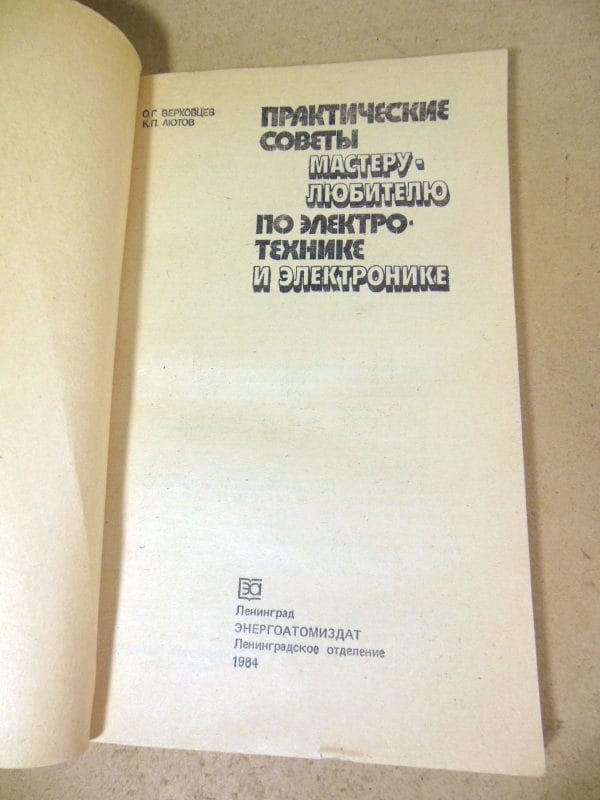 О.Г. ВЕРХОВЦЕВ
К.П. ЛЮТОВ
ПРАКТИЧЕСКИЕ
СОВЕТЫ
МАСТЕРУ-
ЛЮБИТЕЛЮ
ПО ЭЛЕКТРО-
ТЕХНИКЕ
И ЭЛЕКТРОНИКЕ
ЭА
Ленинград
ЭНЕРГОАТОМИЗДАТ
Ленинградское отделение
1984